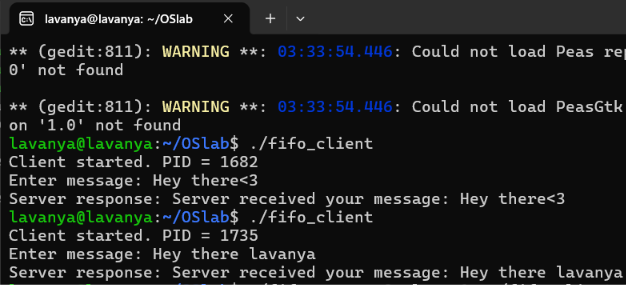 lavanya@lavanya: ~/OSlab
** (gedit:811): WARNING **: 03:33:54.446: Could not load Peas
0' not found
** (gedit:811): WARNING **: 03:33:54.446: Could not load PeasGtk
on '1.0' not found
lavanya@lavanya:~/OSlab$ ./fifo_client
Client started. PID = 1682
Enter message: Hey there<3
Server response: Server received your message: Hey there<3
lavanya@lavanya:~/OSlab$ ./fifo_client
Client started. PID = 1735
Enter message: Hey there lavanya
Server response: Server received your message: Hey there lavanya